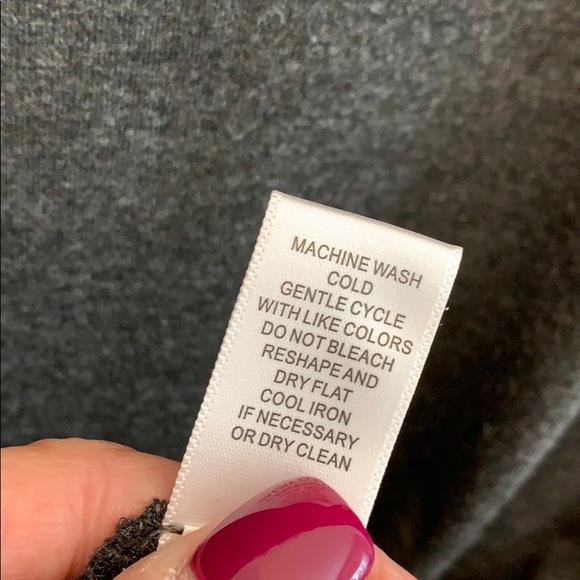 MACHINE WASH
COLD
GENTLE CYCLE
WITH LIKE COLORS
DO NOT BLEACH
RESHAPE AND
DRY FLAT
COOL IRON
IF NECESSARY
OR DRY CLEAN